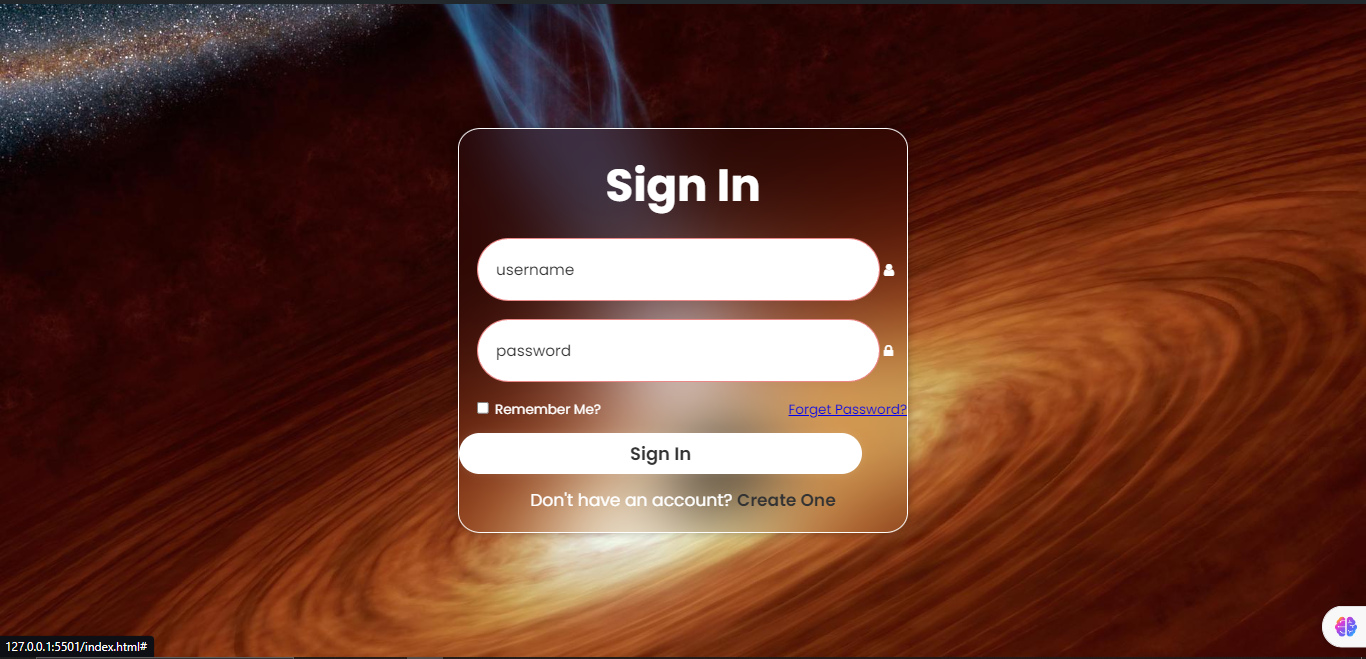 Sign In
username
password
Remember Me? Forget Password?
Sign In
Don't have an account? Create One
127.0.0.1:5501/index.html#